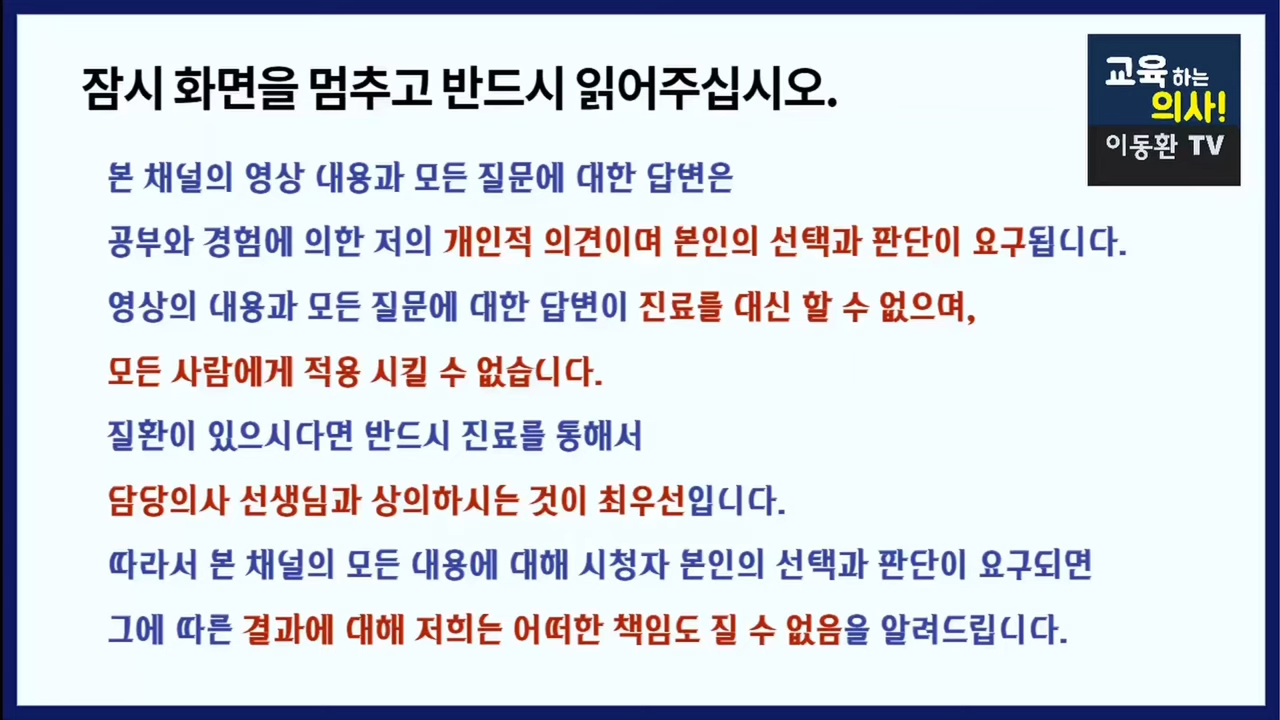 잠시 화면을 멈추고 반드시 읽어주십시오.
교육 하는
의사!
이동환 TV
본 채널의 영상 내용과 모든 질문에 대한 답변은
공부와 경험에 의한 저의 개인적 의견이며 본인의 선택과 판단이 요구됩니다.
영상의 내용과 모든 질문에 대한 답변이 진료를 대신 할 수 없으며,
모든 사람에게 적용 시킬 수 없습니다.
질환이 있으시다면 반드시 진료를 통해서
담당의사 선생님과 상의하시는 것이 최우선입니다.
따라서 본 채널의 모든 내용에 대해 시청자 본인의 선택과 판단이 요구되면
그에 따른 결과에 대해 저희는 어떠한 책임도 질 수 없음을 알려드립니다.